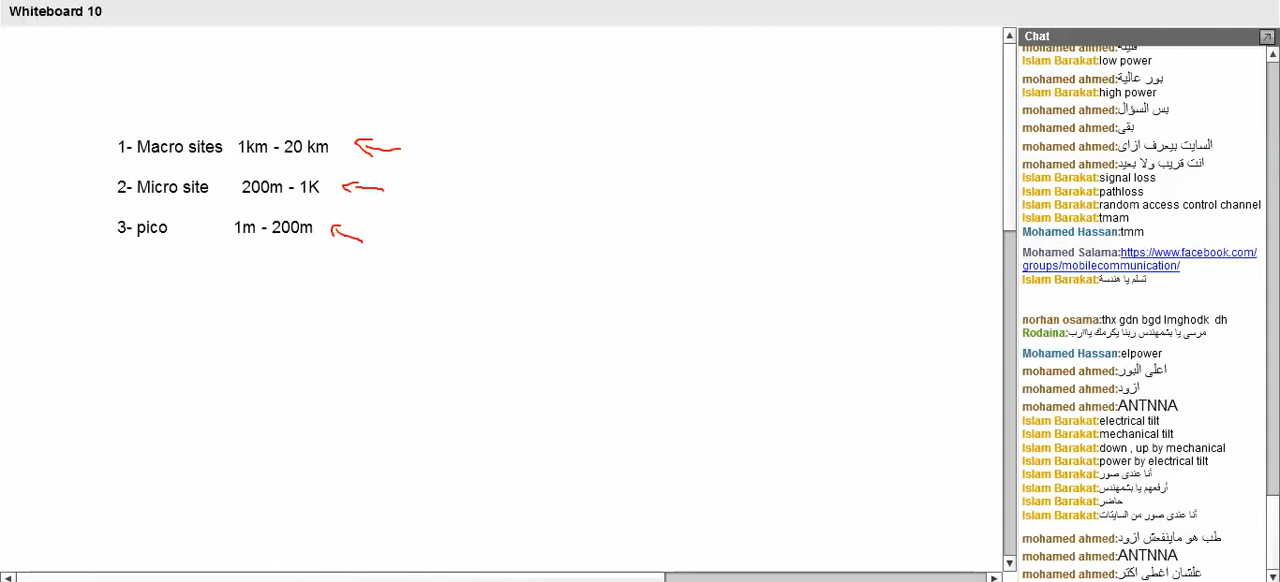 Whiteboard 10
1- Macro sites 1km - 20 km
2- Micro site 200m - 1K
3- pico 1m - 200m
Chat
mohamed ahmed:
Islam Barakat:low power
mohamed ahmed:بور عالية
Islam Barakat:high power
mohamed ahmed:بس السؤال
mohamed ahmed:بقى
mohamed ahmed:السايت بيعرف ازاى
mohamed ahmed:انت قريب ولا بعيد
Islam Barakat:signal loss
Islam Barakat:pathloss
Islam Barakat:random access control channel
Islam Barakat:tmam
Mohamed Hassan:tmm
Mohamed Salama:https://www.facebook.com/
groups/mobilecommunication/
Islam Barakat:تسلم يا هندسة
norhan osama:thx gdn bgd lmghodk dh
Rodaina:مرسى يا بشمهندس ربنا يكرمك يااارب
Mohamed Hassan:elpower
mohamed ahmed:اعلى البور
mohamed ahmed:ازود
mohamed ahmed:ANTNNA
Islam Barakat:electrical tilt
Islam Barakat:mechanical tilt
Islam Barakat:down , up by mechanical
Islam Barakat:power by electrical tilt
Islam Barakat:أنا عندى صور
Islam Barakat:أرفعهم يا بشمهندس
Islam Barakat:حاضر
Islam Barakat:أنا عندى صور من السايتات
mohamed ahmed:طب هو ماينفعش ازود
mohamed ahmed:ANTNNA
mohamed ahmed:علشان اغطى اكتر